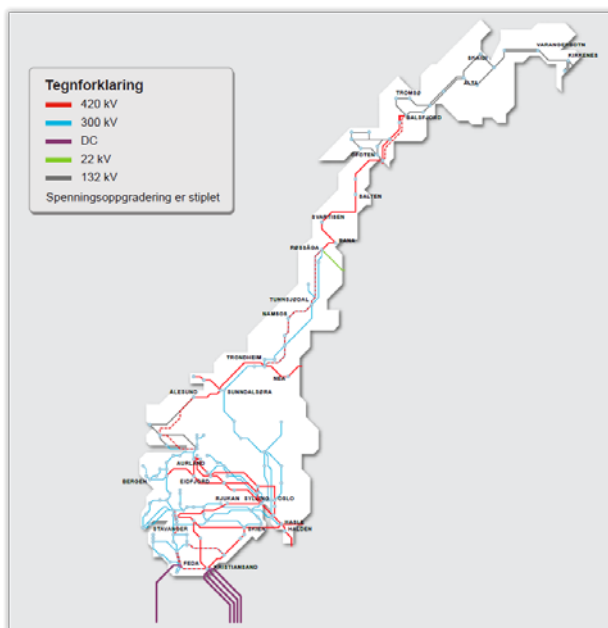 Tegnforklaring
420 kV
300 kV
DC
22 kV
132 kV
Spenningsoppgradering er stiplet
VARANGERBOTN
SKAIDI
KIRKENES
ALTA
TROMSØ
BALSFJORD
OFOTEN
SALTEN
SVARTISEN
RANA
RØSSÅGA
TUNNSJØDAL
NAMSOS
TRONDHEIM
NEA
ÅLESUND
SUNNDALSØRA
AURLAND
BERGEN
EIDFJORD
RJUKAN
SYLLING
OSLO
HASLE
STAVANGER
SKIEN
HALDEN
FEDA
KRISTIANSAND